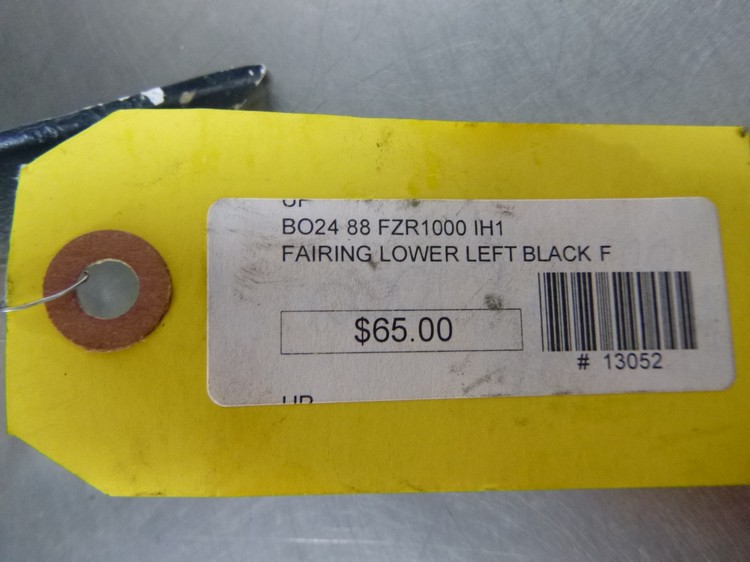 BO24 88 FZR1000 IH1
FAIRING LOWER LEFT BLACK F
$65.00
# 13052